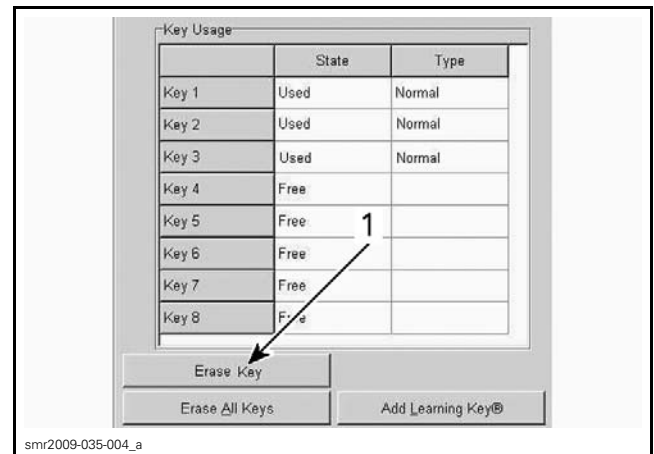 Key Usage
State Type
Key 1 Used Normal
Key 2 Used Normal
Key 3 Used Normal
Key 4 Free
Key 5 Free
1
Key 6 Free
Key 7 Free
Key 8 Free
Erase Key
Erase All Keys Add Learning Key®
smr2009-035-004_a